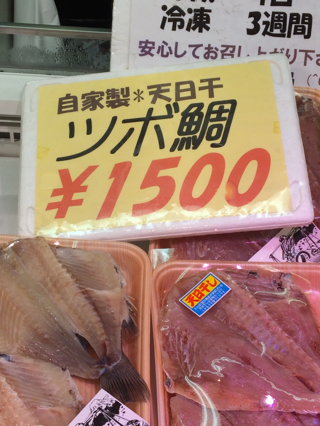 冷凍 3週間
安心してお召し上がり下さ
自家製*天日干
ツボ鯛
¥1500
天日干し